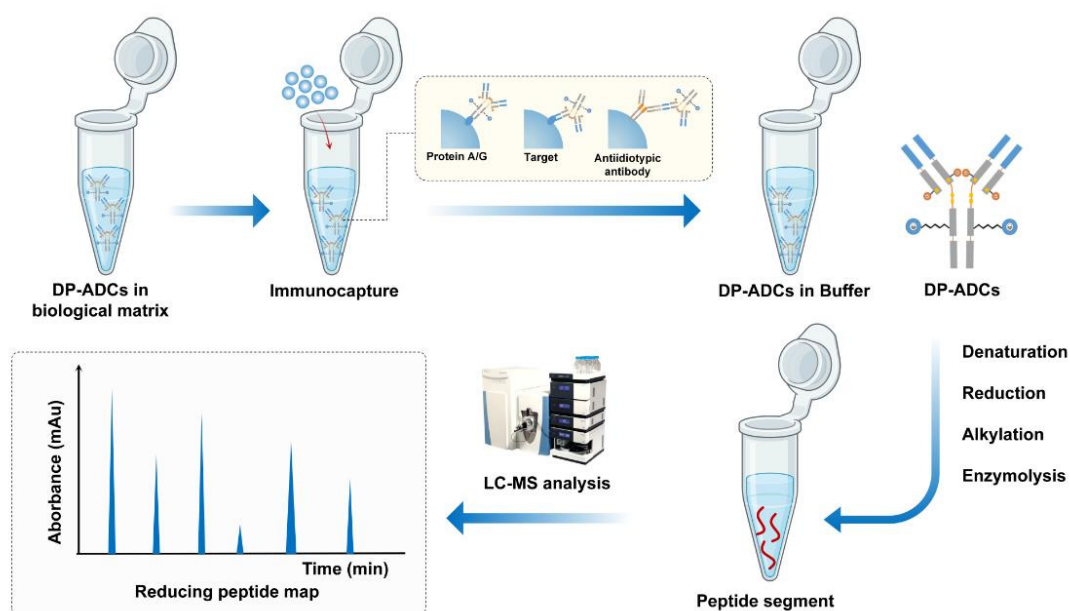 Protein A/G
Target
Antiidiotypic
antibody
DP-ADCs in
biological matrix
Immunocapture
DP-ADCs in Buffer
DP-ADCs
Denaturation
Reduction
Alkylation
Enzymolysis
Peptide segment
LC-MS analysis
Absorbance (mAu)
Time (min)
Reducing peptide map